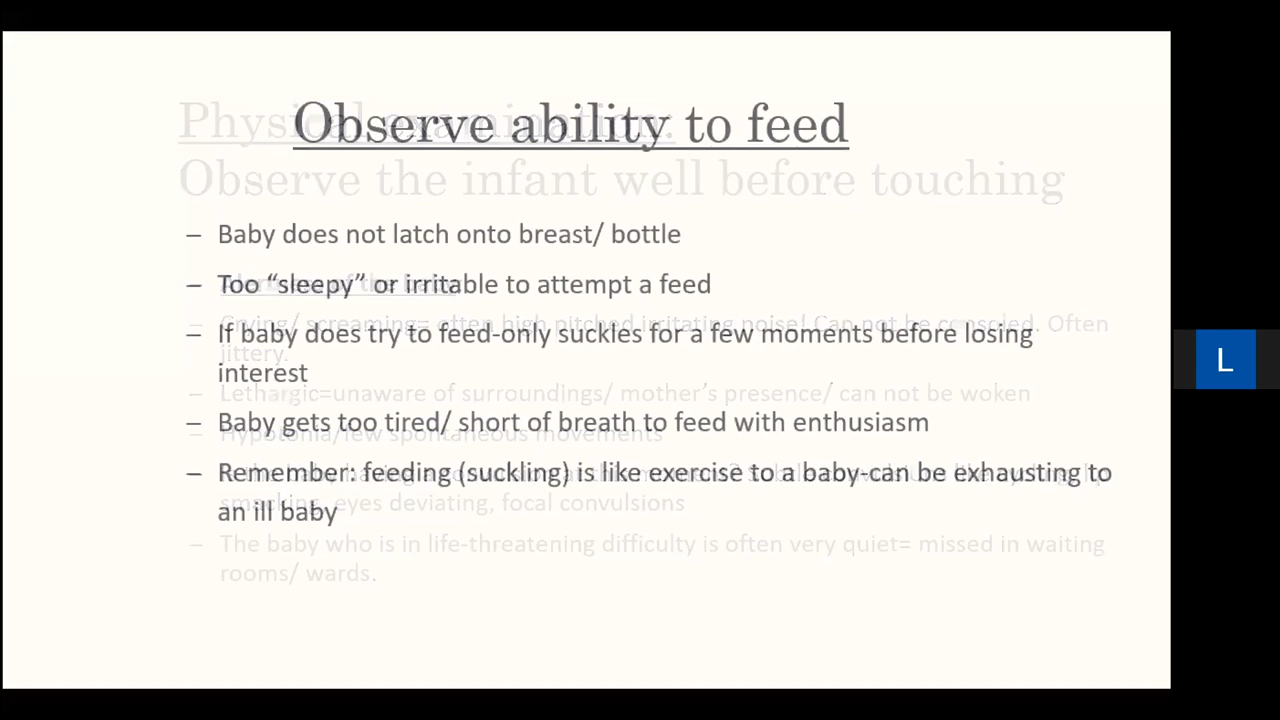 Physical examination:
Observe the infant well before touching
Observe ability to feed
– Baby does not latch onto breast/ bottle
– Too “sleepy” or irritable to attempt a feed
– If baby does try to feed-only suckles for a few moments before losing
interest
– Baby gets too tired/ short of breath to feed with enthusiasm
– Remember: feeding (suckling) is like exercise to a baby-can be exhausting to
an ill baby
– Crying/ screaming= often high pitched irritating noise! Can not be consoled. Often
jittery.
– Lethargic=unaware of surroundings/ mother’s presence/ can not be woken
– Hypotonia/few spontaneous movements
smacking, eyes deviating, focal convulsions
– The baby who is in life-threatening difficulty is often very quiet= missed in waiting
rooms/ wards.
L